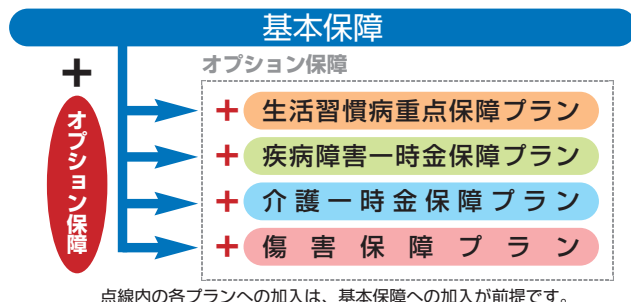 基本保障
+
オプション保障
オプション保障
+ 生活習慣病重点保障プラン
+ 疾病障害一時金保障プラン
+ 介護一時金保障プラン
+ 傷害保障プラン
点線内の各プランへの加入は、基本保障への加入が前提です。